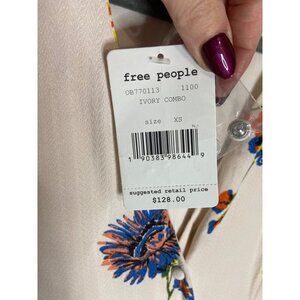 free people
OB770113 1100
IVORY COMBO
size XS
1 90383 98644 9
suggested retail price
$128.00